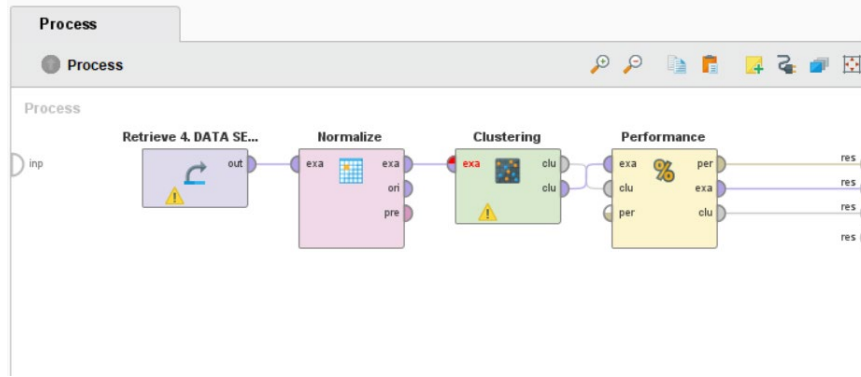 Process
Process
Process
Retrieve 4. DATA SE...
Normalize
Clustering
Performance
inp
out
exa
exa
ori
pre
exa
clu
clu
exa
clu
per
per
exa
clu
res
res
res
res